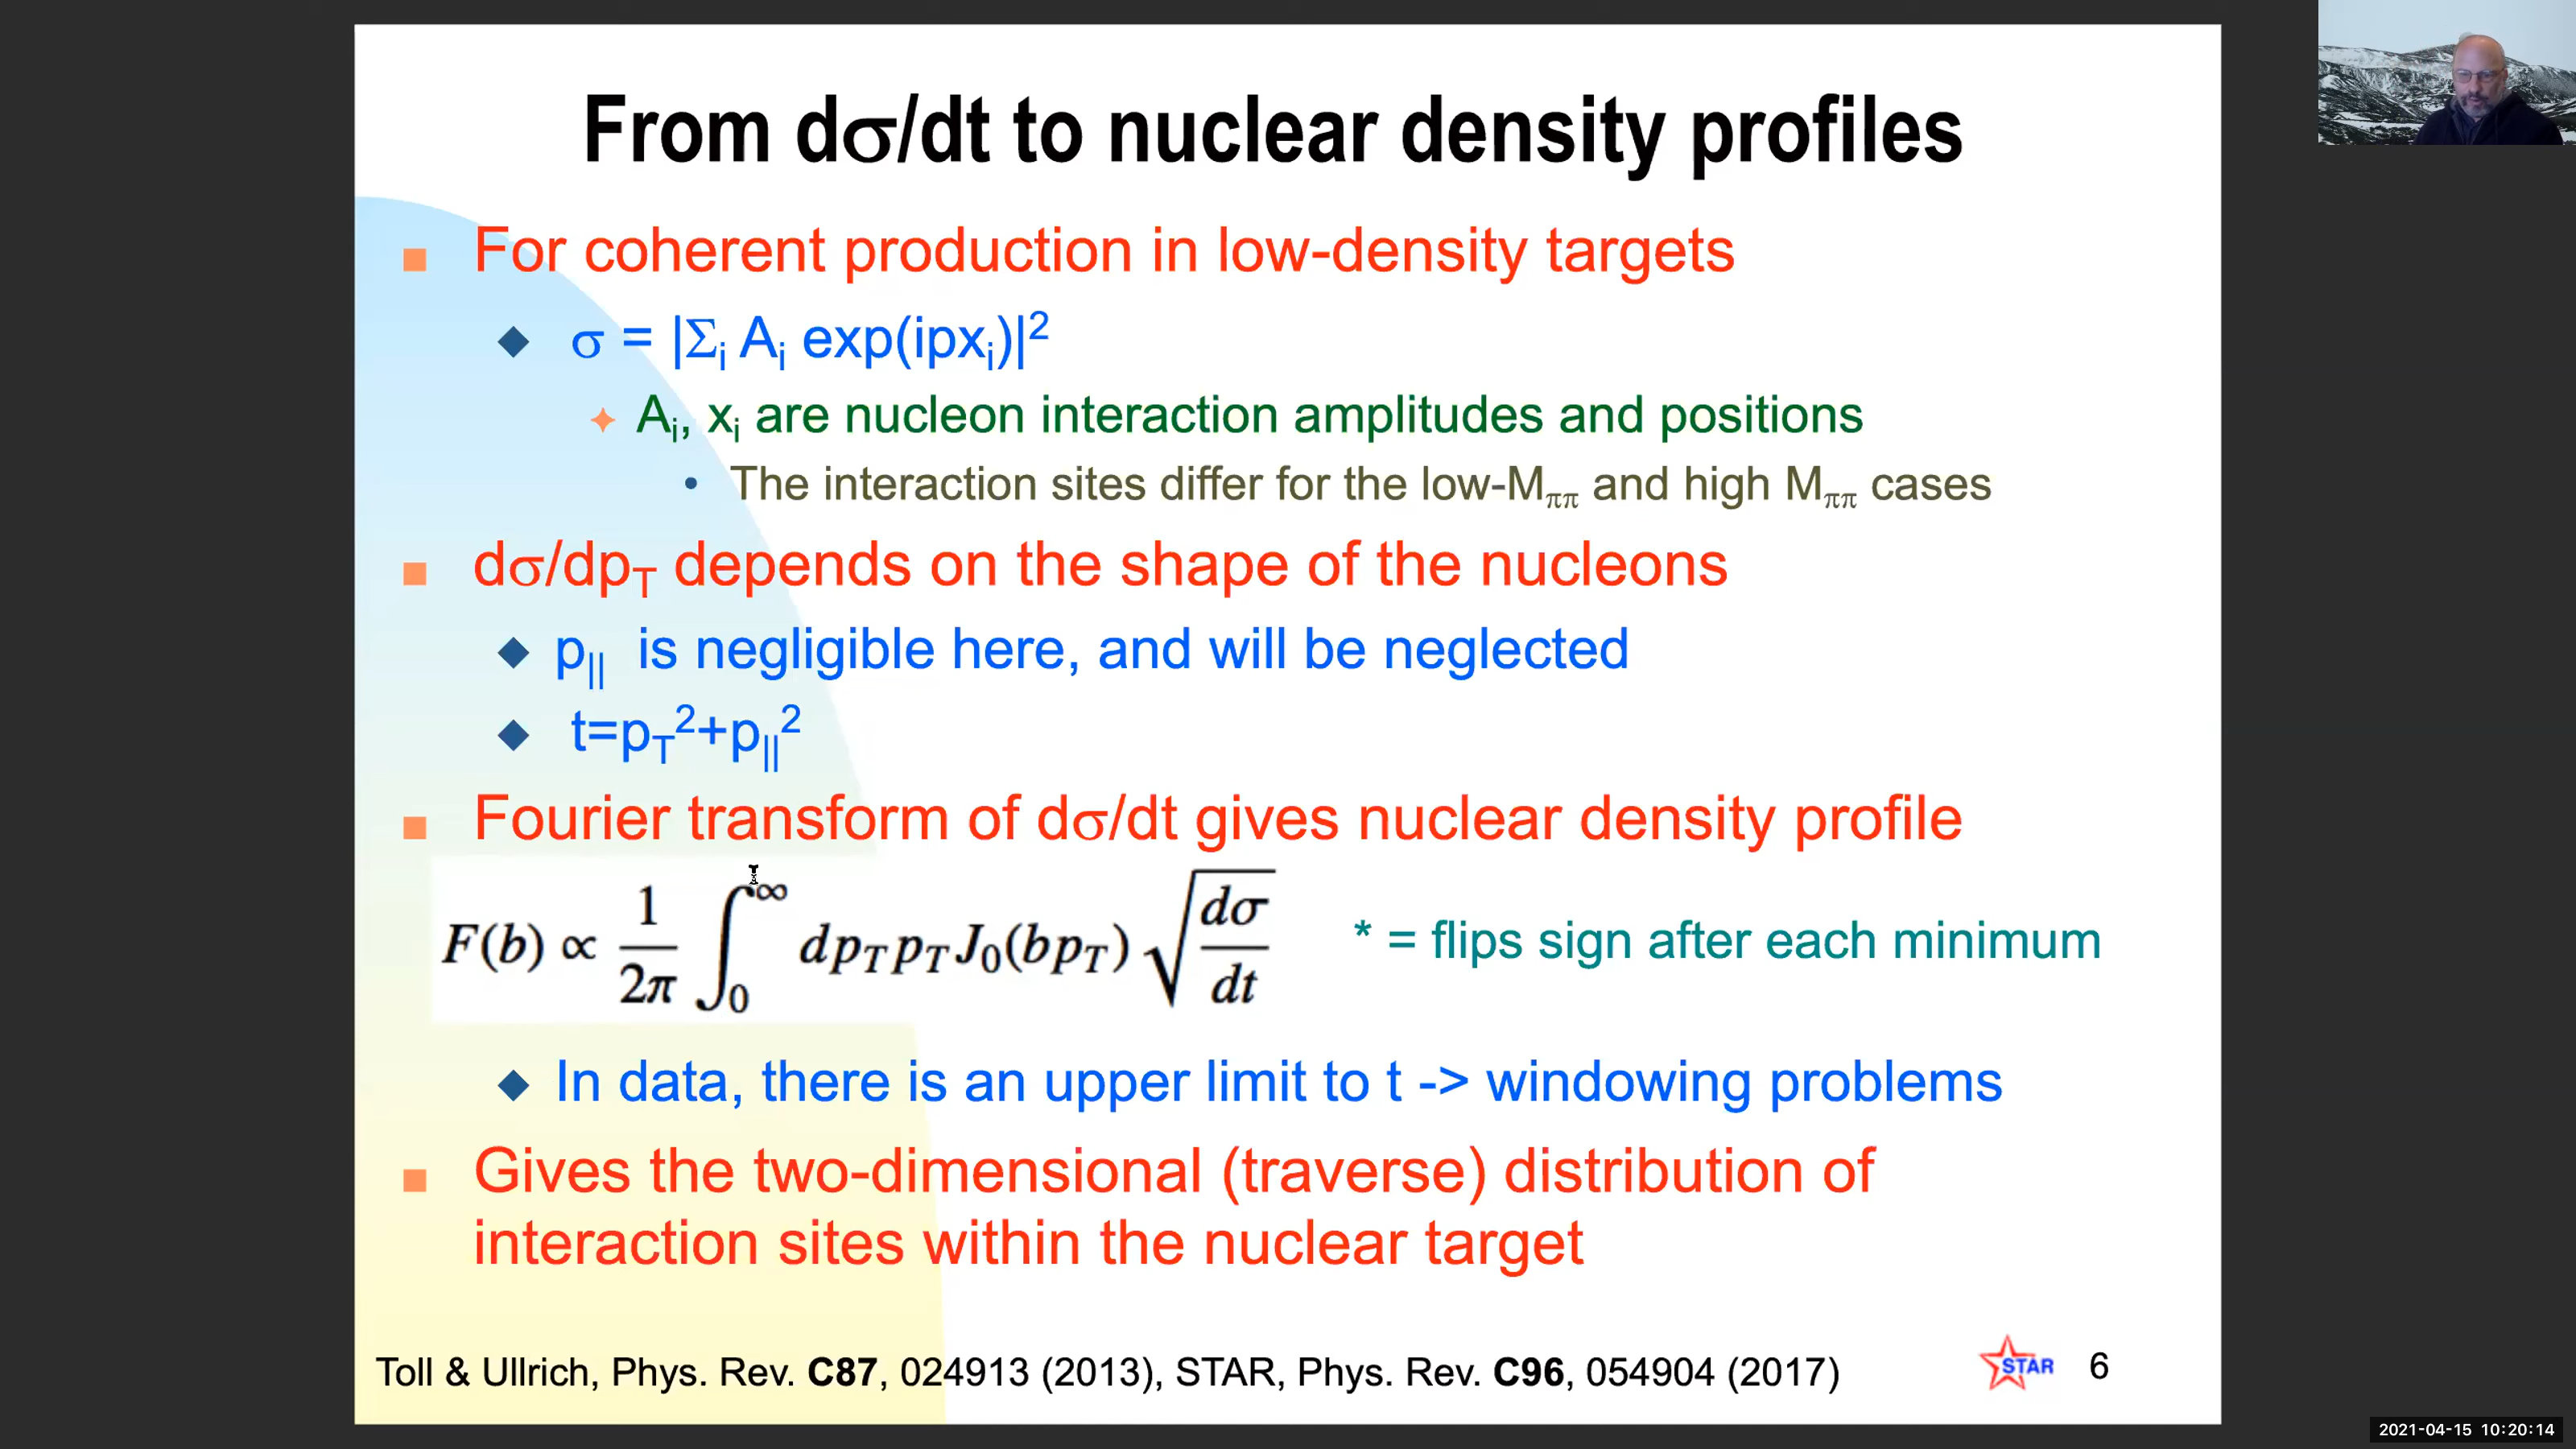 From dσ/dt to nuclear density profiles
For coherent production in low-density targets
σ = |Σi Ai exp(ipxi)|²
Ai, xi are nucleon interaction amplitudes and positions
• The interaction sites differ for the low-Mππ and high Mππ cases
dσ/dpT depends on the shape of the nucleons
p|| is negligible here, and will be neglected
t=pT²+p||²
Fourier transform of dσ/dt gives nuclear density profile
F(b) ∝ 1/2π ∫₀^∞ dpT pT J₀(bpT) √(dσ/dt) * = flips sign after each minimum
In data, there is an upper limit to t -> windowing problems
Gives the two-dimensional (traverse) distribution of
interaction sites within the nuclear target
Toll & Ullrich, Phys. Rev. C87, 024913 (2013), STAR, Phys. Rev. C96, 054904 (2017)
STAR 6
2021-04-15 10:20:14